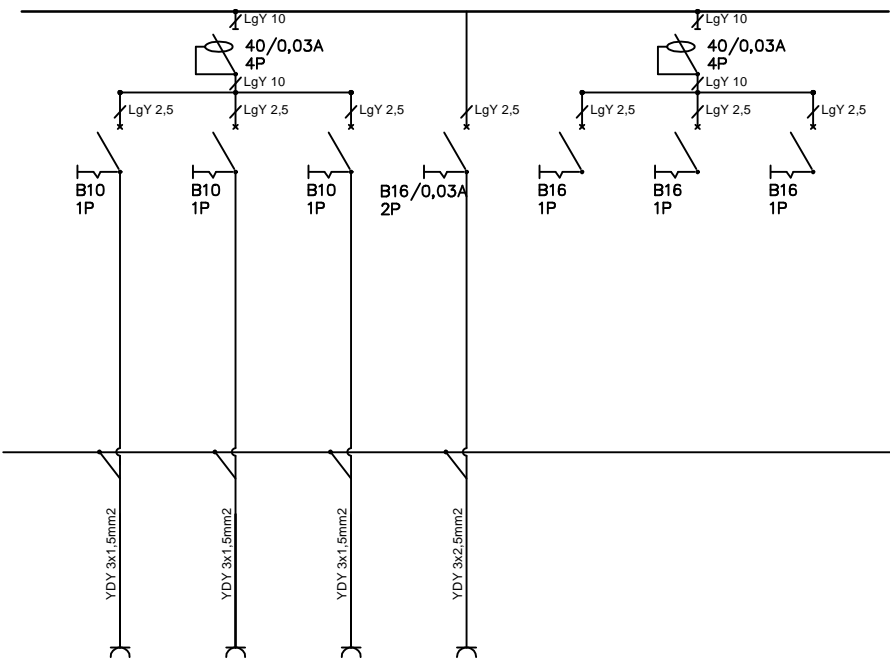 LgY 10
LgY 10
40/0,03A
4P
40/0,03A
4P
LgY 10
LgY 10
LgY 2,5
LgY 2,5
LgY 2,5
LgY 2,5
LgY 2,5
LgY 2,5
LgY 2,5
B10
1P
B10
1P
B10
1P
B16/0,03A
2P
B16
1P
B16
1P
B16
1P
YDY 3x1,5mm2
YDY 3x1,5mm2
YDY 3x1,5mm2
YDY 3x2,5mm2